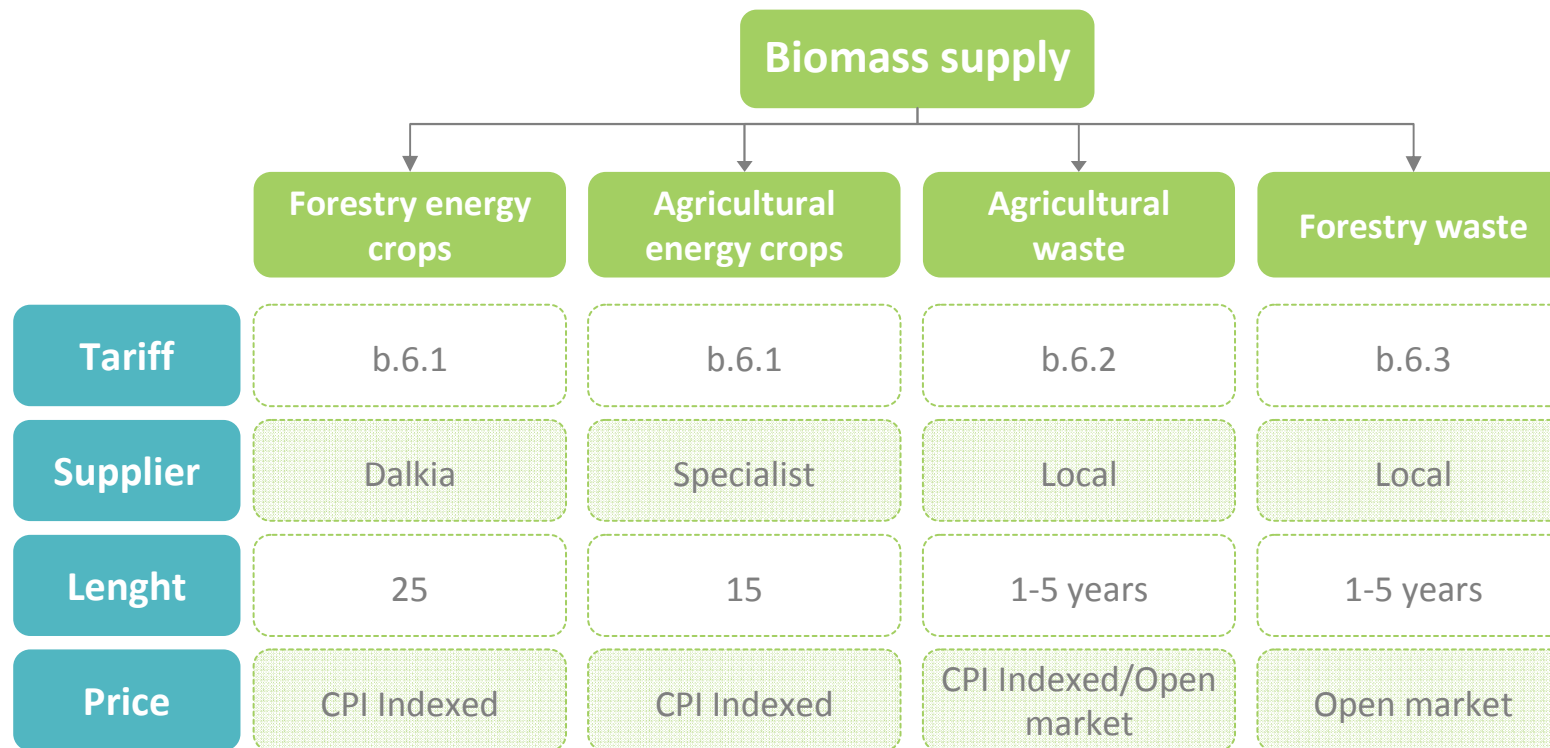 Biomass supply
Forestry energy
crops
Agricultural
energy crops
Agricultural
waste
Forestry waste
Tariff
b.6.1
b.6.1
b.6.2
b.6.3
Supplier
Dalkia
Specialist
Local
Local
Lenght
25
15
1-5 years
1-5 years
Price
CPI Indexed
CPI Indexed
CPI Indexed/Open
market
Open market